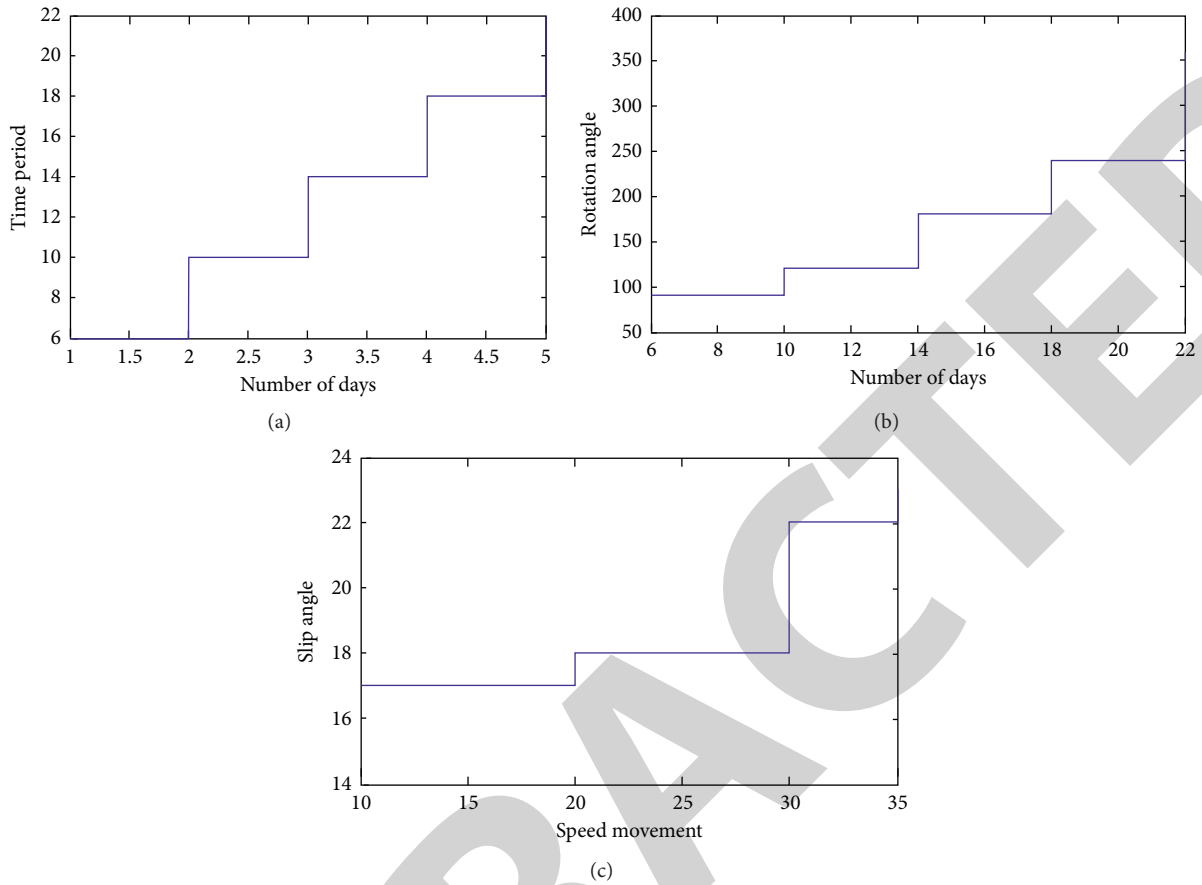 22
20
18
16
14
12
10
8
6
1 1.5 2 2.5 3 3.5 4 4.5 5
Time period
Number of days
(a)
400
350
300
250
200
150
100
50
6 8 10 12 14 16 18 20 22
Rotation angle
Number of days
(b)
24
22
20
18
16
14
10 15 20 25 30 35
Slip angle
Speed movement
(c)
RACTED